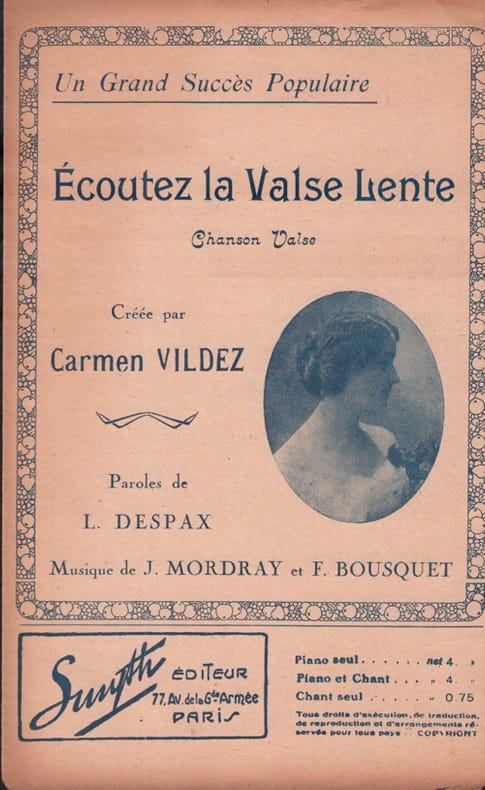 Un Grand Succès Populaire
Écoutez la Valse Lente
Chanson Valse
Créée par
Carmen VILDEZ
Paroles de
L. DESPAX
Musique de J. MORDRAY et F. BOUSQUET
Smyth
ÉDITEUR
77, Av. de la Gde Armée
PARIS
Piano seul . . . . . . net 4. »
Piano et Chant . . . „ 4. "
Chant seul . . . . . . „ 0.75
Tous droits d'exécution, de traduction,
de reproduction et d'arrangements ré-
servés pour tous pays .. COPYRIGHT